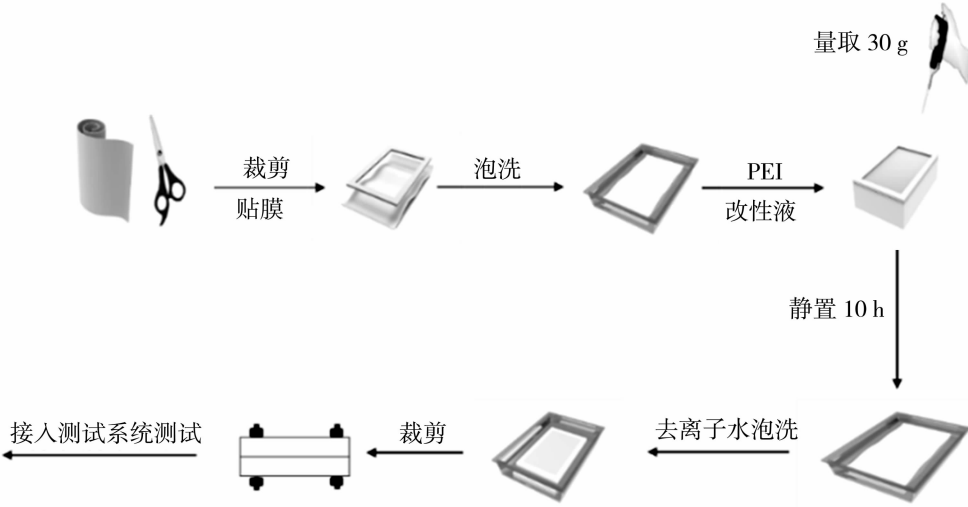 量取 30 g
裁剪
贴膜
泡洗
PEI
改性液
静置 10 h
去离子水泡洗
裁剪
接入测试系统测试